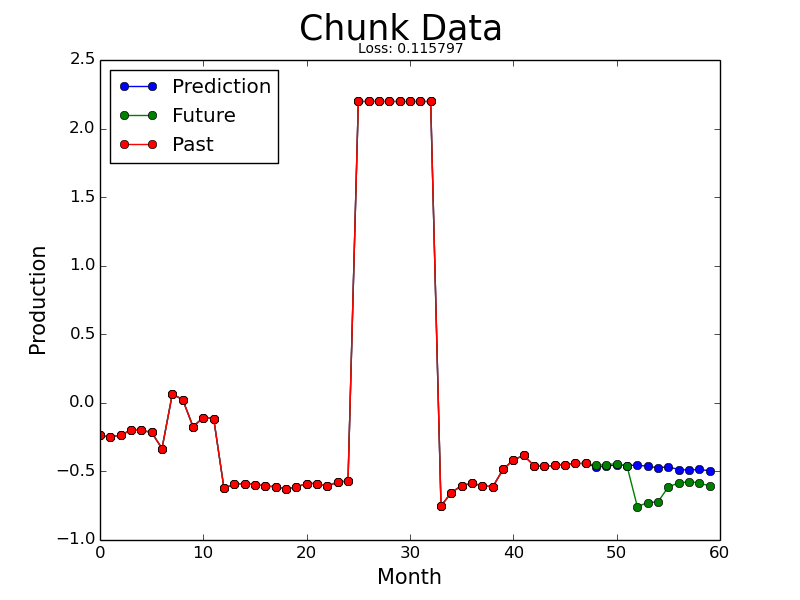 Chunk Data
Loss: 0.115797
Prediction
Future
Past
Production
2.5
2.0
1.5
1.0
0.5
0.0
−0.5
−1.0
0 10 20 30 40 50 60
Month